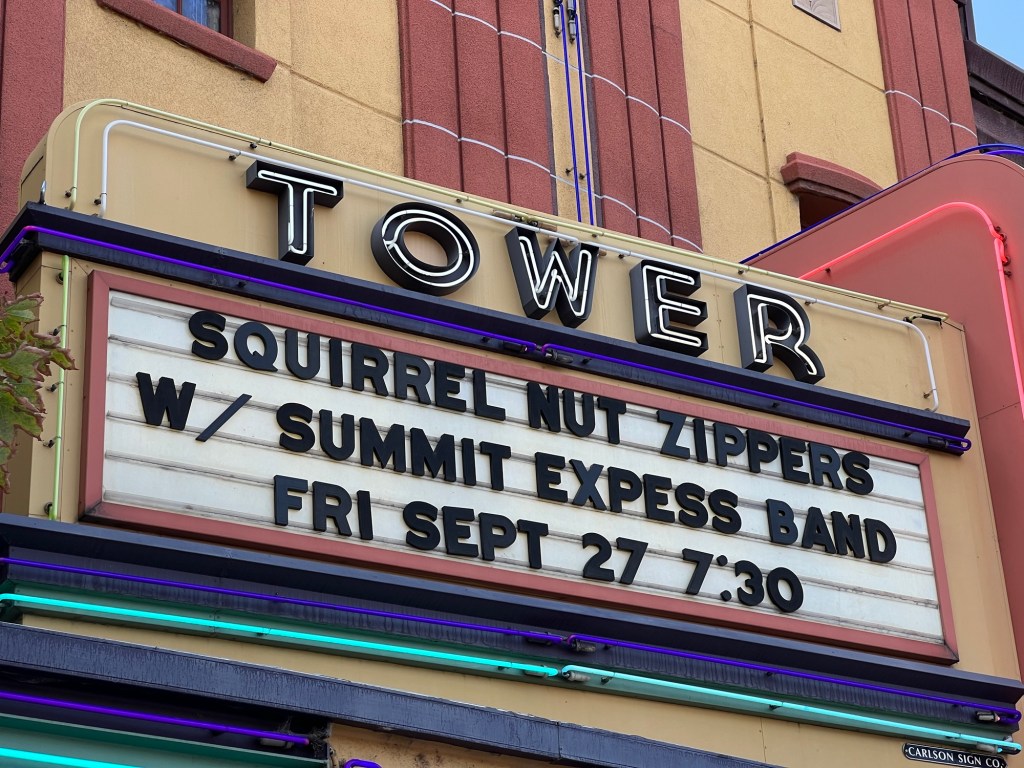 TOWER
SQUIRREL NUT ZIPPERS
W/ SUMMIT EXPESS BAND
FRI SEPT 27 7:30
CARLSON SIGN CO.